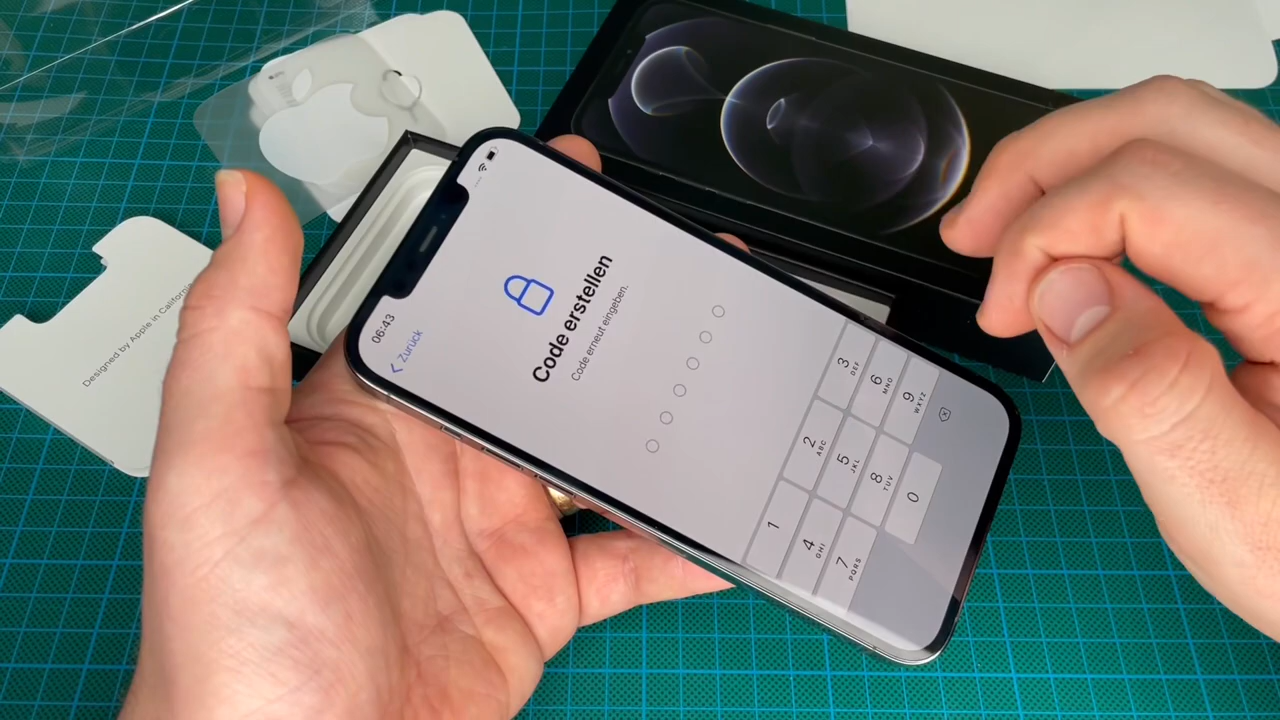 06:43
Zurück
Code erstellen
Code erneut eingeben.
1
2
ABC
3
DEF
4
GHI
5
JKL
6
MNO
7
PQRS
8
TUV
9
WXYZ
0
Designed by Apple in California